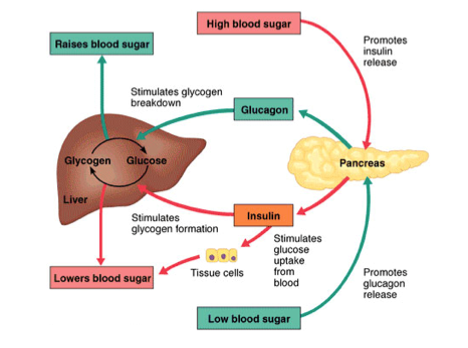 High blood sugar
Raises blood sugar
Promotes
insulin
release
Stimulates glycogen
breakdown
Glucagon
Glycogen
Glucose
Pancreas
Liver
Insulin
Stimulates
glycogen formation
Stimulates
glucose
uptake
from
blood
Tissue cells
Lowers blood sugar
Promotes
glucagon
release
Low blood sugar